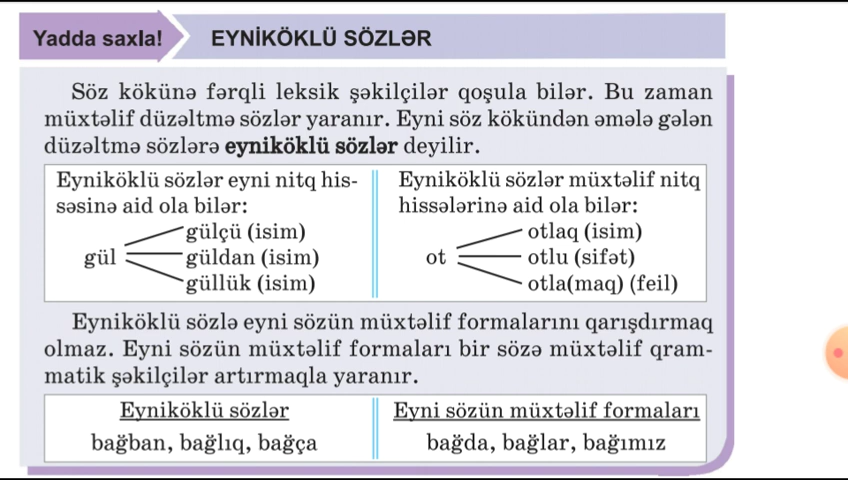 Yadda saxla! EYNİKÖKLÜ SÖZLƏR
Söz kökünə fərqli leksik şəkilçilər qoşula bilər. Bu zaman
müxtəlif düzəltmə sözlər yaranır. Eyni söz kökündən əmələ gələn
düzəltmə sözlərə eyniköklü sözlər deyilir.
Eyniköklü sözlər eyni nitq his-
səsinə aid ola bilər:
gülçü (isim)
gül güldan (isim)
güllük (isim)
Eyniköklü sözlər müxtəlif nitq
hissələrinə aid ola bilər:
otlaq (isim)
ot otlu (sifət)
otla(maq) (feil)
Eyniköklü sözlə eyni sözün müxtəlif formalarını qarışdırmaq
olmaz. Eyni sözün müxtəlif formaları bir sözə müxtəlif qram-
matik şəkilçilər artırmaqla yaranır.
Eyniköklü sözlər
bağban, bağlıq, bağça
Eyni sözün müxtəlif formaları
bağda, bağlar, bağımız